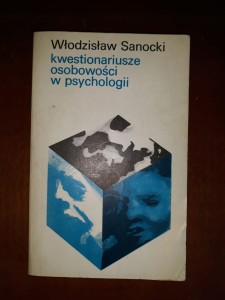 Włodzisław Sanocki
kwestionariusze
osobowości
w psychologii